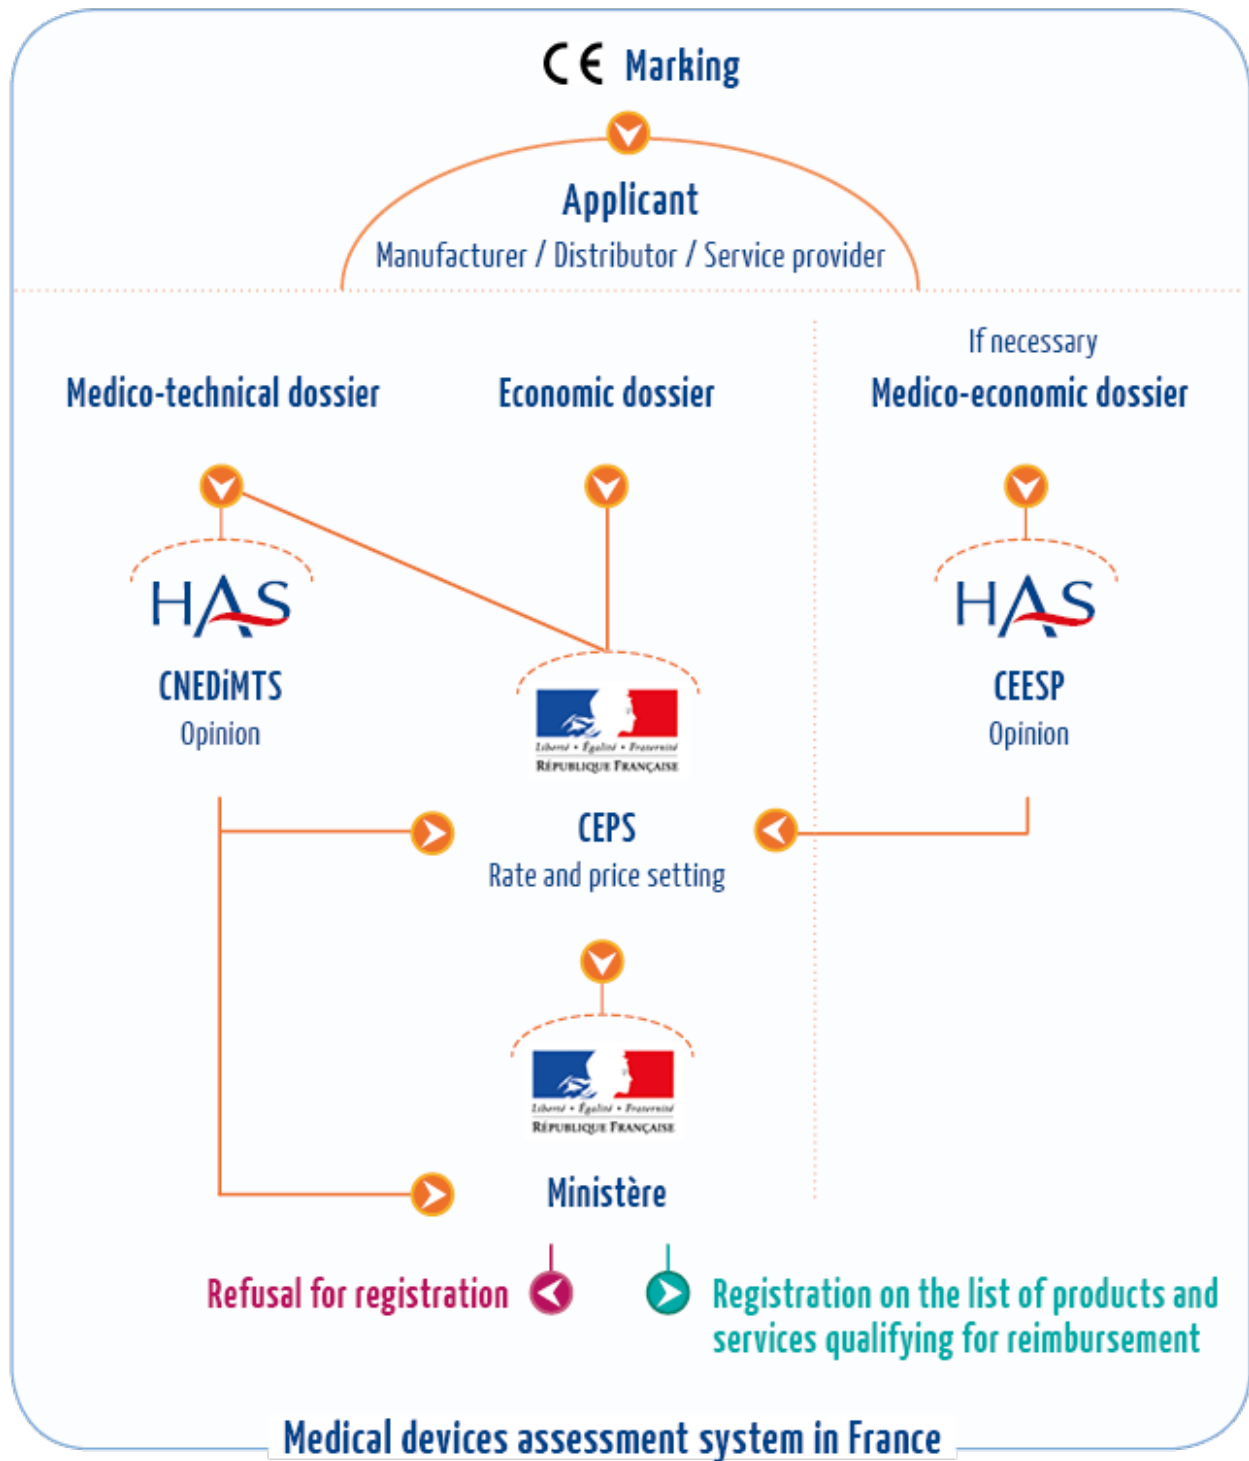 CE Marking
Applicant
Manufacturer / Distributor / Service provider
If necessary
Medico-technical dossier
Economic dossier
Medico-economic dossier
HAS
HAS
CNEDiMTS
Opinion
CEESP
Opinion
Liberté • Égalité • Fraternité
RÉPUBLIQUE FRANÇAISE
CEPS
Rate and price setting
Liberté • Égalité • Fraternité
RÉPUBLIQUE FRANÇAISE
Ministère
Refusal for registration
Registration on the list of products and
services qualifying for reimbursement
Medical devices assessment system in France